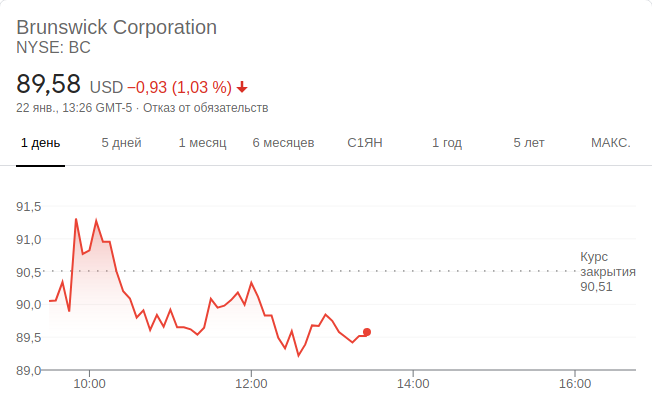 Brunswick Corporation
NYSE: BC
89,58 USD −0,93 (1,03 %)
22 янв., 13:26 GMT-5 · Отказ от обязательств
1 день 5 дней 1 месяц 6 месяцев С1ЯН 1 год 5 лет МАКС.
91,5
91,0
90,5
90,0
89,5
89,0
Курс
закрытия
90,51
10:00 12:00 14:00 16:00